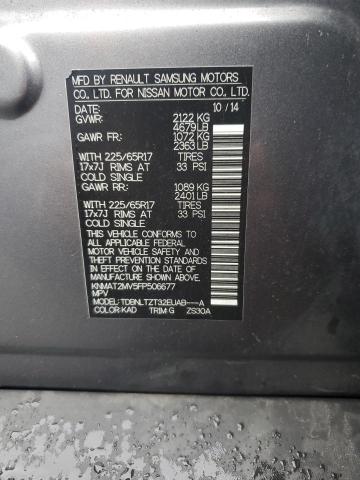 MFD BY RENAULT SAMSUNG MOTORS
CO., LTD. FOR NISSAN MOTOR CO., LTD.
DATE: 10/14
GVWR: 2122 KG
4679 LB
GAWR FR: 1072 KG
2363 LB
WITH 225/65R17 TIRES
17x7J RIMS AT 33 PSI
COLD SINGLE
GAWR RR: 1089 KG
2401 LB
WITH 225/65R17 TIRES
17x7J RIMS AT 33 PSI
COLD SINGLE
THIS VEHICLE CONFORMS TO ALL
APPLICABLE FEDERAL MOTOR
VEHICLE SAFETY AND
THEFT PREVENTION STANDARDS
IN EFFECT ON THE DATE OF
MANUFACTURE SHOWN ABOVE.
KNMAT2MV5FP506677
MPV
MODEL: TDBNLTZT32EUAB---A
COLOR: KAD TRIM: G ZS30A